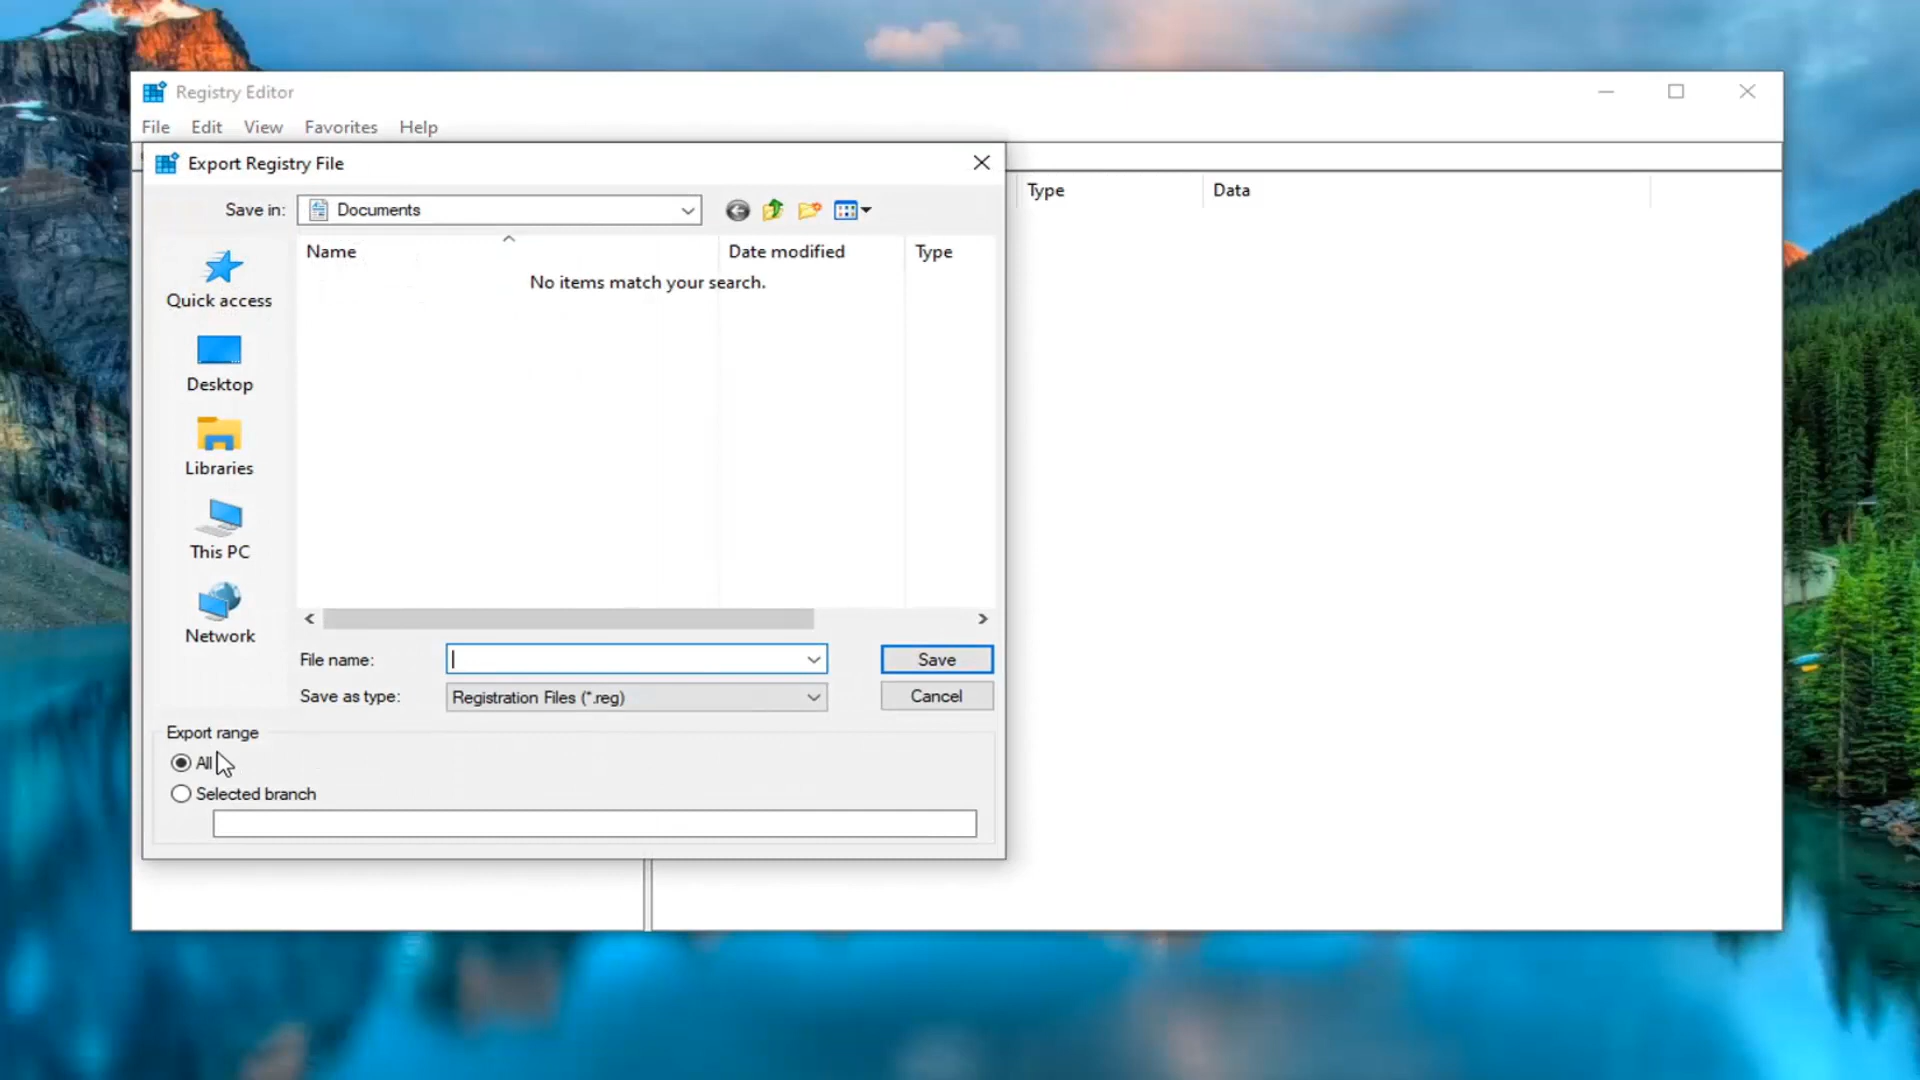 Registry Editor
File Edit View Favorites Help
Export Registry File
Save in: Documents
Type Data
Name Date modified Type
No items match your search.
Quick access
Desktop
Libraries
This PC
Network
File name: Save
Save as type: Registration Files (*.reg) Cancel
Export range
All
Selected branch